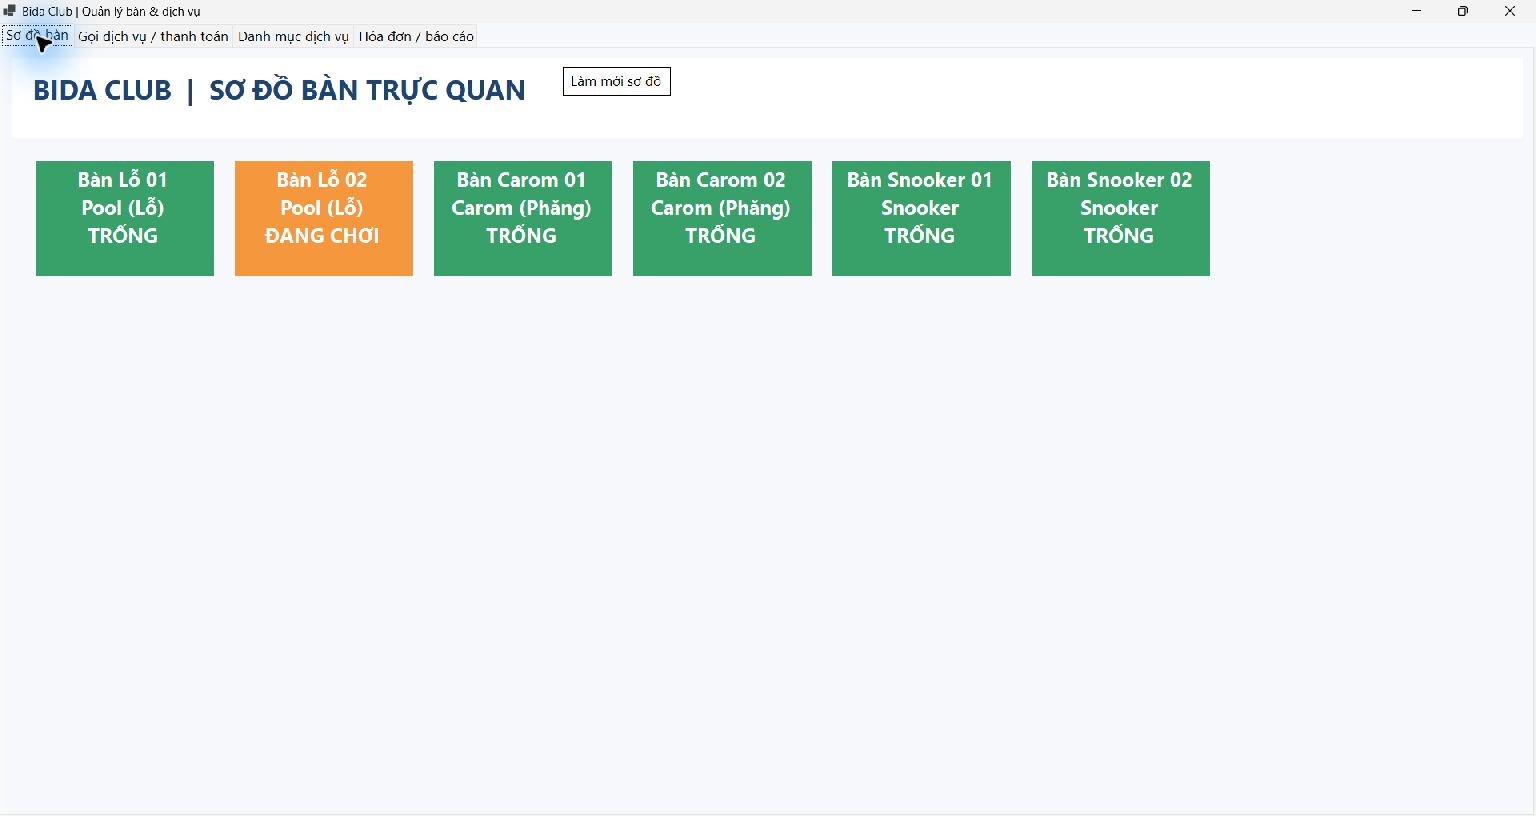 Bida Club | Quản lý bàn & dịch vụ
Sơ đồ bàn
Gọi dịch vụ / thanh toán
Danh mục dịch vụ
Hóa đơn / báo cáo
BIDA CLUB | SƠ ĐỒ BÀN TRỰC QUAN
Làm mới sơ đồ
Bàn Lỗ 01
Pool (Lỗ)
TRỐNG
Bàn Lỗ 02
Pool (Lỗ)
ĐANG CHƠI
Bàn Carom 01
Carom (Phăng)
TRỐNG
Bàn Carom 02
Carom (Phăng)
TRỐNG
Bàn Snooker 01
Snooker
TRỐNG
Bàn Snooker 02
Snooker
TRỐNG